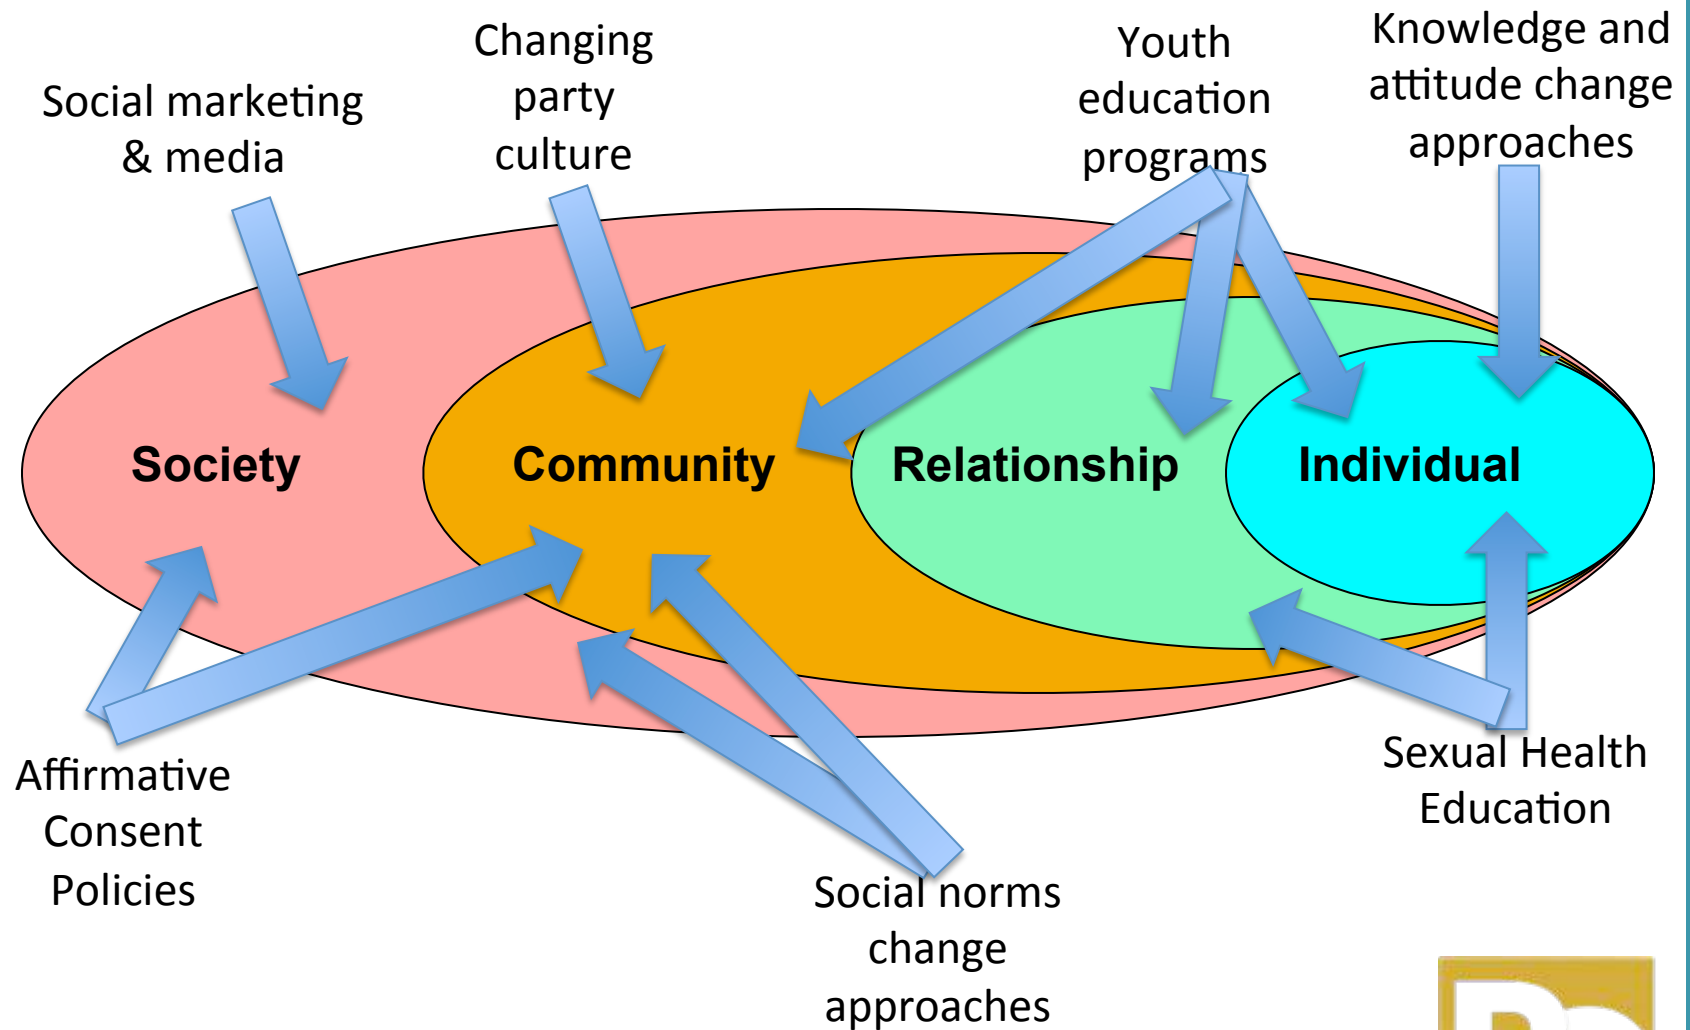 Social marketing
& media
Changing
party
culture
Youth
education
programs
Knowledge and
attitude change
approaches
Society
Community
Relationship
Individual
Affirmative
Consent
Policies
Social norms
change
approaches
Sexual Health
Education